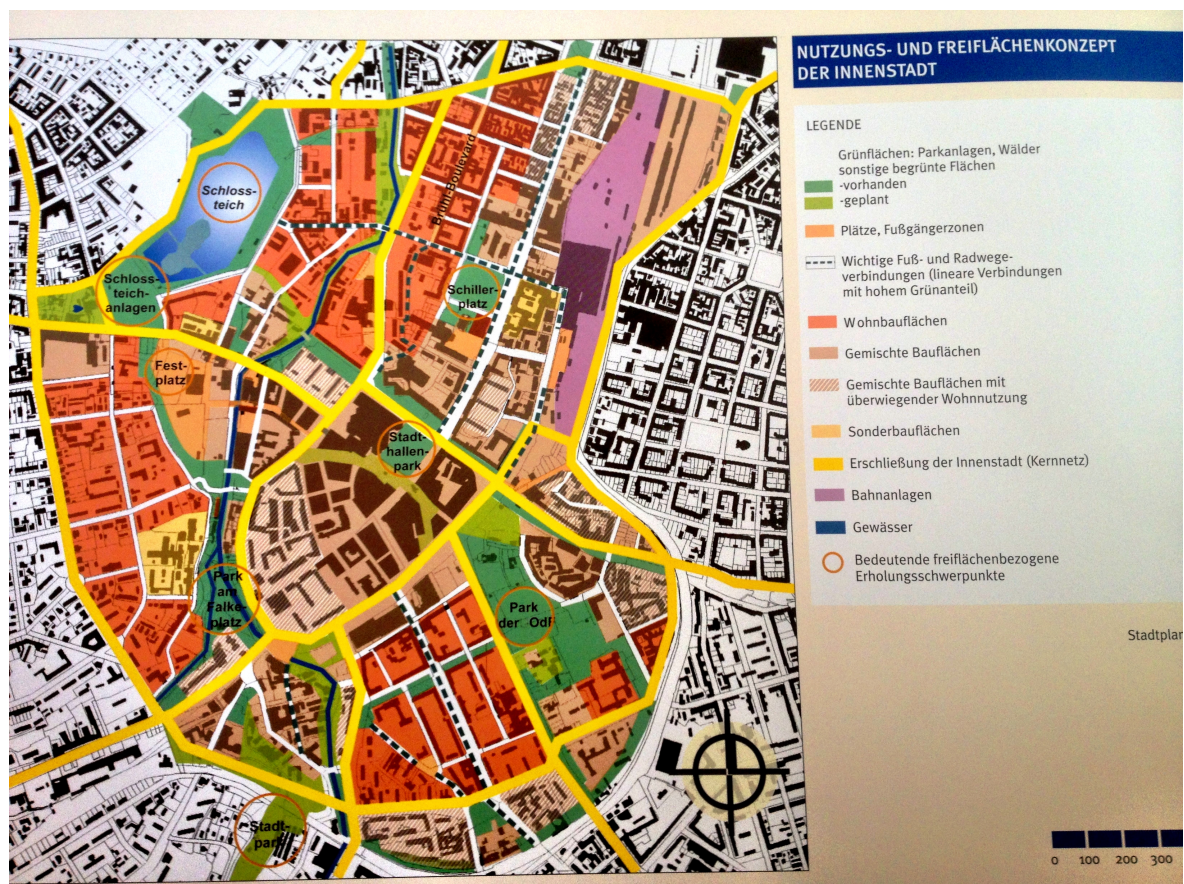 NUTZUNGS- UND FREIFLÄCHENKONZEPT
DER INNENSTADT
LEGENDE
Grünflächen: Parkanlagen, Wälder
sonstige begrünte Flächen
-vorhanden
-geplant
Plätze, Fußgängerzonen
Wichtige Fuß- und Radwege-
verbindungen (lineare Verbindungen
mit hohem Grünanteil)
Wohnbauflächen
Gemischte Bauflächen
Gemischte Bauflächen mit
überwiegender Wohnnutzung
Sonderbauflächen
Erschließung der Innenstadt (Kernnetz)
Bahnanlagen
Gewässer
Bedeutende freiflächenbezogene
Erholungsschwerpunkte
Stadtplan
0 100 200 300
Schloss-
teich
Brühl-Boulevard
Schloss-
teich-
anlagen
Schiller-
platz
Fest-
platz
Stadt-
hallen-
park
Park
am
Falke-
platz
Park
der OdF
Stadt-
park